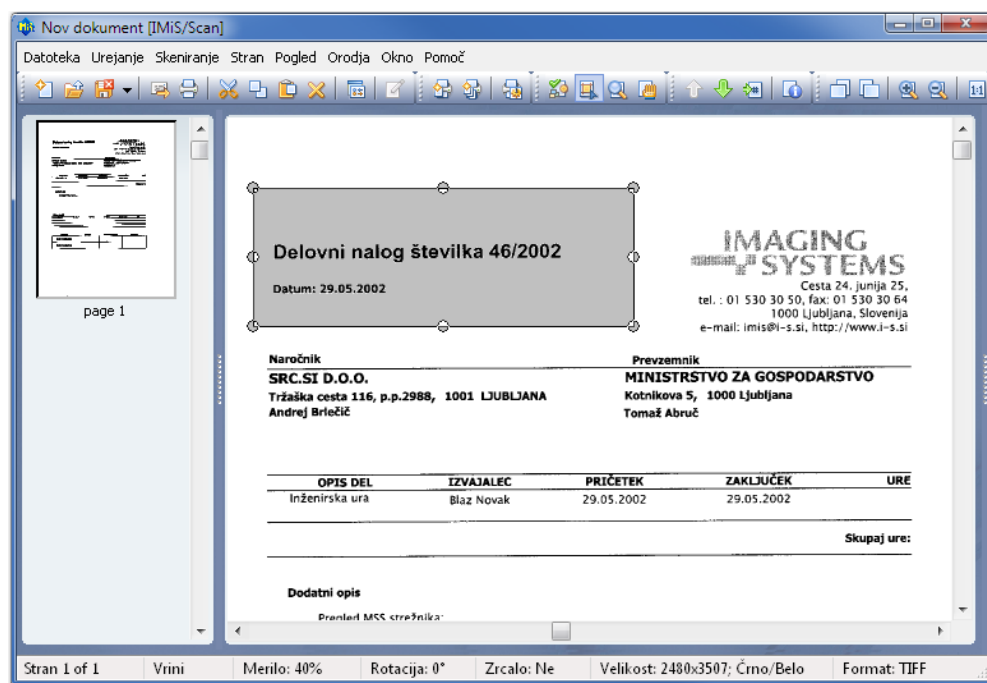 Nov dokument [IMiS/Scan]
Datoteka Urejanje Skeniranje Stran Pogled Orodja Okno Pomoč
1:1
page 1
Delovni nalog številka 46/2002
Datum: 29.05.2002
IMAGING
SYSTEMS
Cesta 24. junija 25,
tel. : 01 530 30 50, fax: 01 530 30 64
1000 Ljubljana, Slovenija
e-mail: imis@i-s.si, http://www.i-s.si
Naročnik Prevzemnik
SRC.SI D.O.O. MINISTRSTVO ZA GOSPODARSTVO
Tržaška cesta 116, p.p.2988, 1001 LJUBLJANA Kotnikova 5, 1000 Ljubljana
Andrej Brlečič Tomaž Abruč
OPIS DEL IZVAJALEC PRIČETEK ZAKLJUČEK URE
Inženirska ura Blaz Novak 29.05.2002 29.05.2002
Skupaj ure:
Dodatni opis
Pregled MSS strežnika:
Stran 1 of 1 Vrini Merilo: 40% Rotacija: 0° Zrcalo: Ne Velikost: 2480x3507; Črno/Belo Format: TIFF